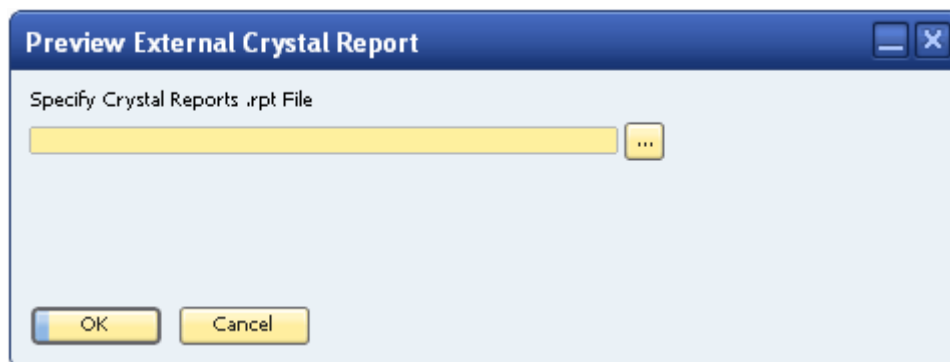 Preview External Crystal Report
Specify Crystal Reports .rpt File
...
OK Cancel